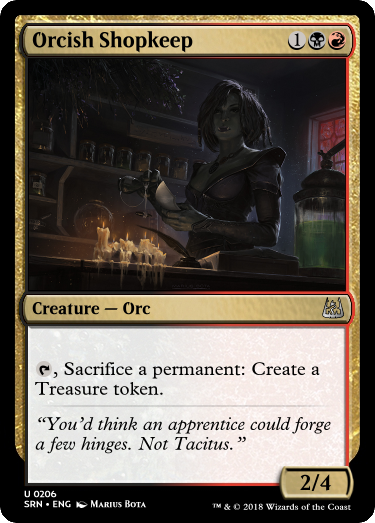 Orcish Shopkeep 1
Creature — Orc
, Sacrifice a permanent: Create a
Treasure token.
“You’d think an apprentice could forge
a few hinges. Not Tacitus.”
2/4
U 0206
SRN • ENG Marius Bota
™ & © 2018 Wizards of the Coast